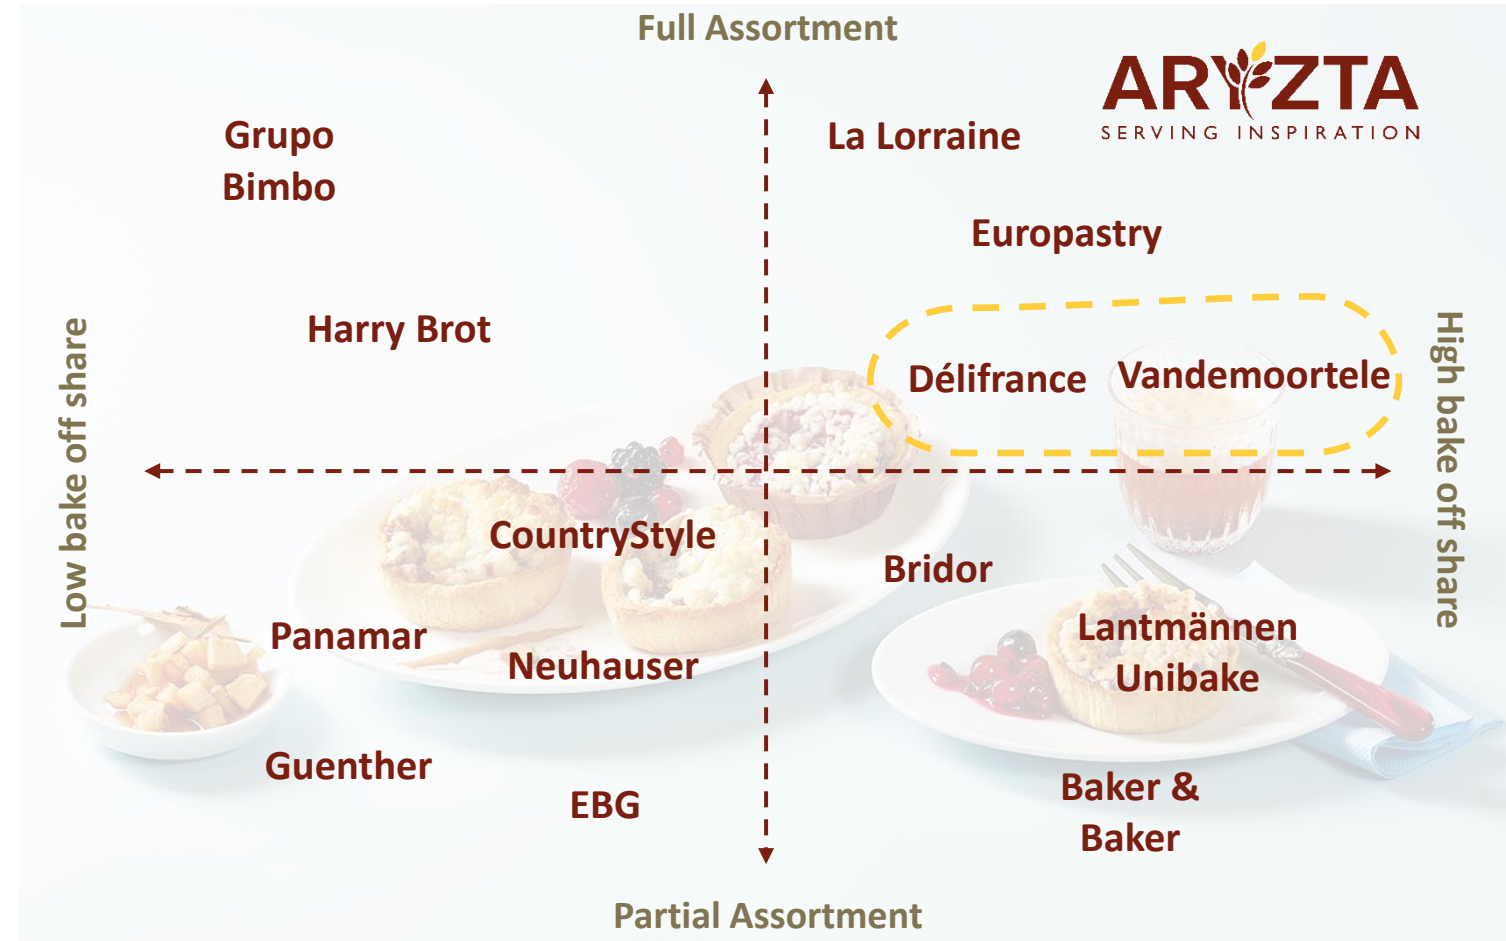 Full Assortment
ARYZTA
SERVING INSPIRATION
Grupo
Bimbo
La Lorraine
Europastry
Harry Brot
Délifrance
Vandemoortele
Low bake off share
High bake off share
CountryStyle
Bridor
Panamar
Neuhauser
Lantmännen
Unibake
Guenther
EBG
Baker &
Baker
Partial Assortment